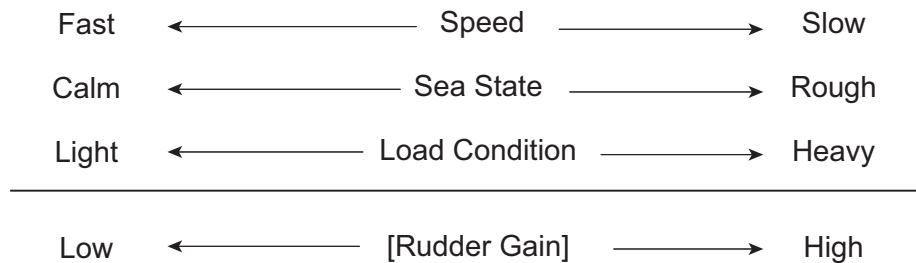 Fast Speed Slow
Calm Sea State Rough
Light Load Condition Heavy
Low [Rudder Gain] High